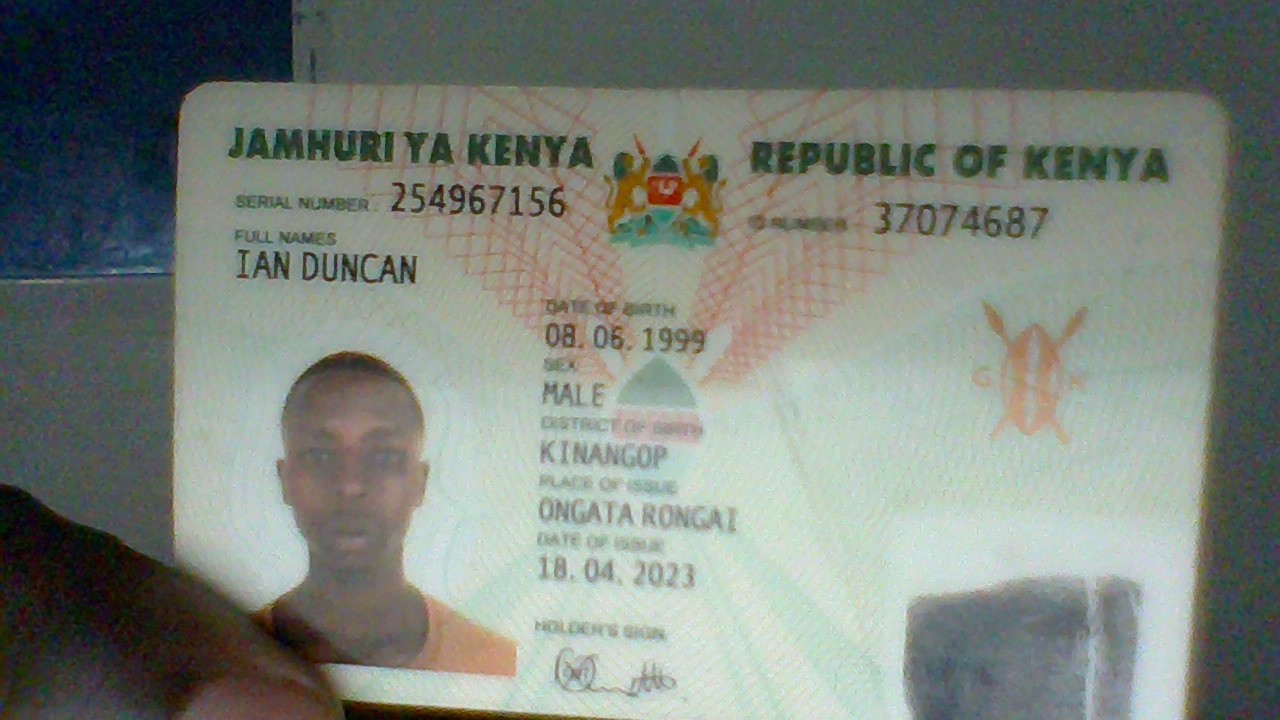 JAMHURI YA KENYA
REPUBLIC OF KENYA
SERIAL NUMBER: 254967156
ID NUMBER: 37074687
FULL NAMES
IAN DUNCAN
DATE OF BIRTH
08. 06. 1999
SEX
MALE
DISTRICT OF BIRTH
KINANGOP
PLACE OF ISSUE
ONGATA RONGAI
DATE OF ISSUE
18. 04. 2023
HOLDER'S SIGN.